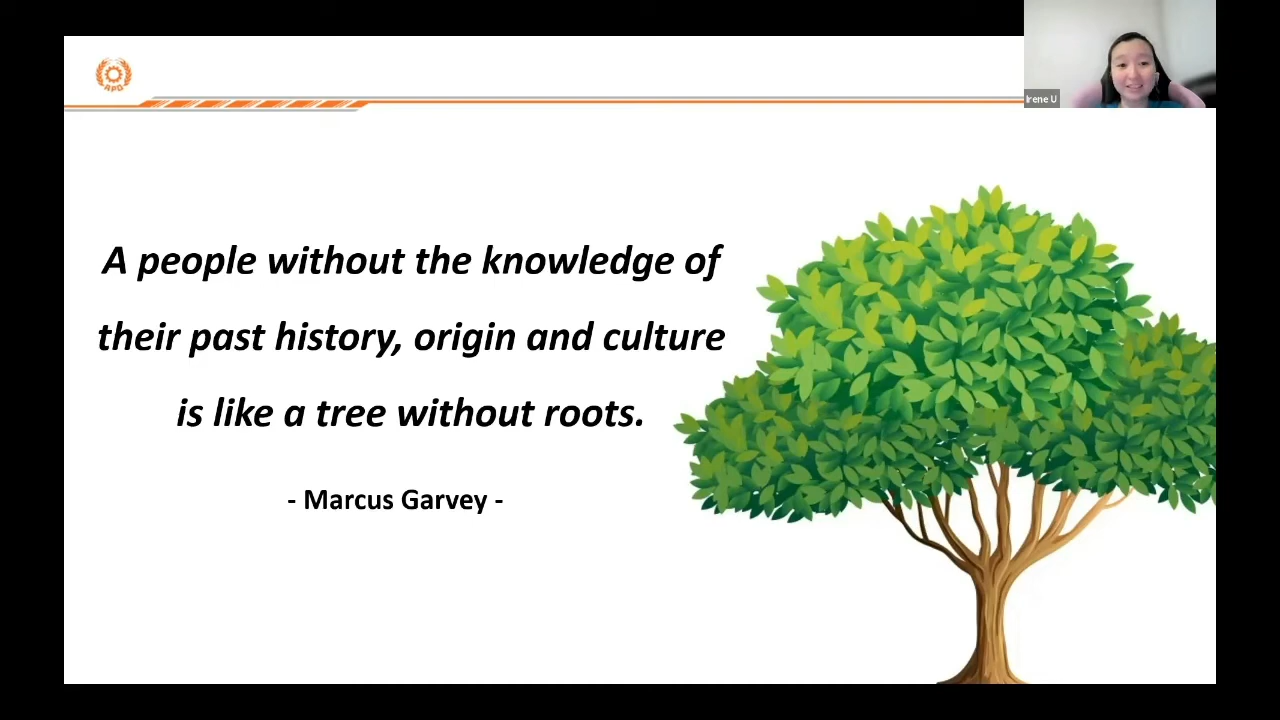 RPG
Irene U
A people without the knowledge of
their past history, origin and culture
is like a tree without roots.
- Marcus Garvey -